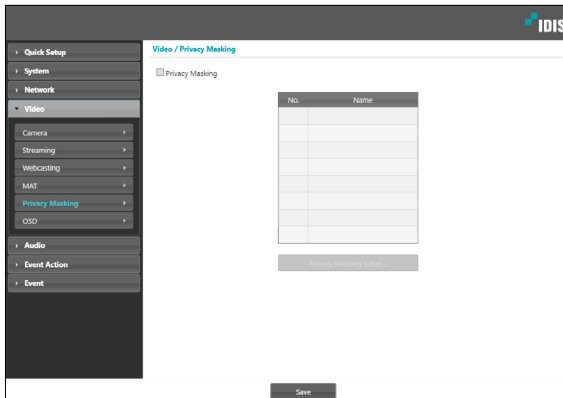 IDIS
Quick Setup
System
Network
Video
Camera
Streaming
Webcasting
MAT
Privacy Masking
OSD
Audio
Event Action
Event
Video / Privacy Masking
Privacy Masking
No. Name
Privacy Masking Setup...
Save